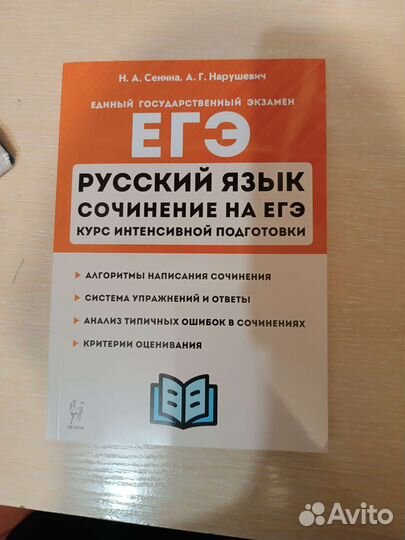 Н. А. Сенина, А. Г. Нарушевич
ЕДИНЫЙ ГОСУДАРСТВЕННЫЙ ЭКЗАМЕН
ЕГЭ
РУССКИЙ ЯЗЫК
СОЧИНЕНИЕ НА ЕГЭ
КУРС ИНТЕНСИВНОЙ ПОДГОТОВКИ
АЛГОРИТМЫ НАПИСАНИЯ СОЧИНЕНИЯ
СИСТЕМА УПРАЖНЕНИЙ И ОТВЕТЫ
АНАЛИЗ ТИПИЧНЫХ ОШИБОК В СОЧИНЕНИЯХ
КРИТЕРИИ ОЦЕНИВАНИЯ
ЛЕГИОН
Avito